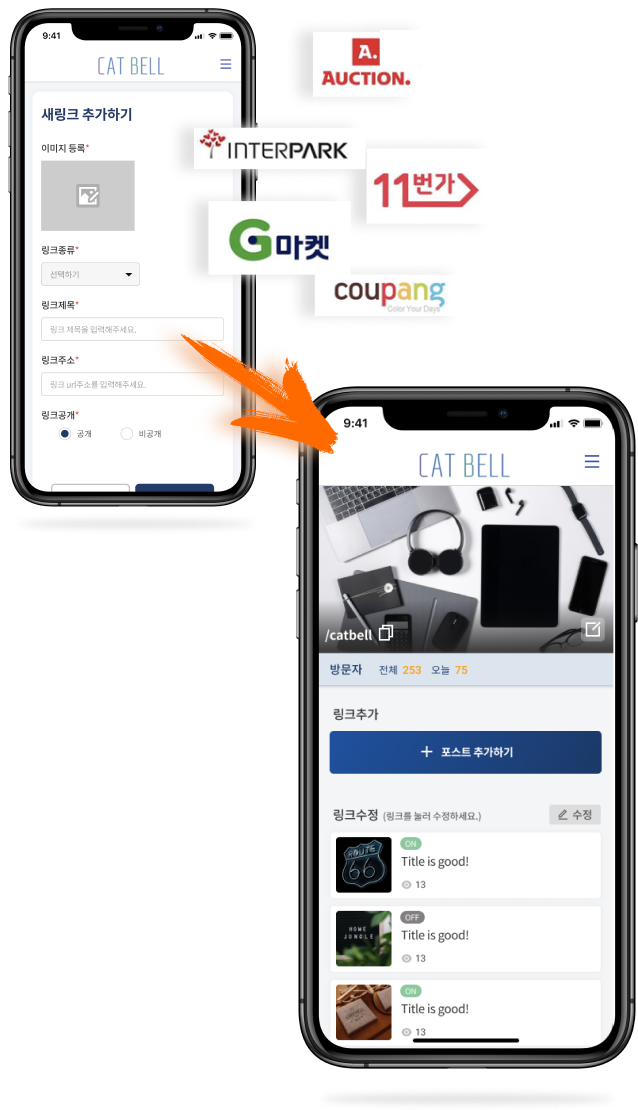 9:41
CAT BELL
새링크 추가하기
이미지 등록*
링크종류*
선택하기
링크제목*
링크 제목을 입력해주세요.
링크주소*
링크 url주소를 입력해주세요.
링크공개*
공개 비공개
A.
AUCTION.
INTERPARK
11번가
G마켓
coupang
Color Your Days
9:41
CAT BELL
/catbell
방문자 전체 253 오늘 75
링크추가
+ 포스트 추가하기
링크수정 (링크를 눌러 수정하세요.) 수정
ROUTE
66
ON
Title is good!
13
HOME
JUNGLE
OFF
Title is good!
13
ON
Title is good!
13